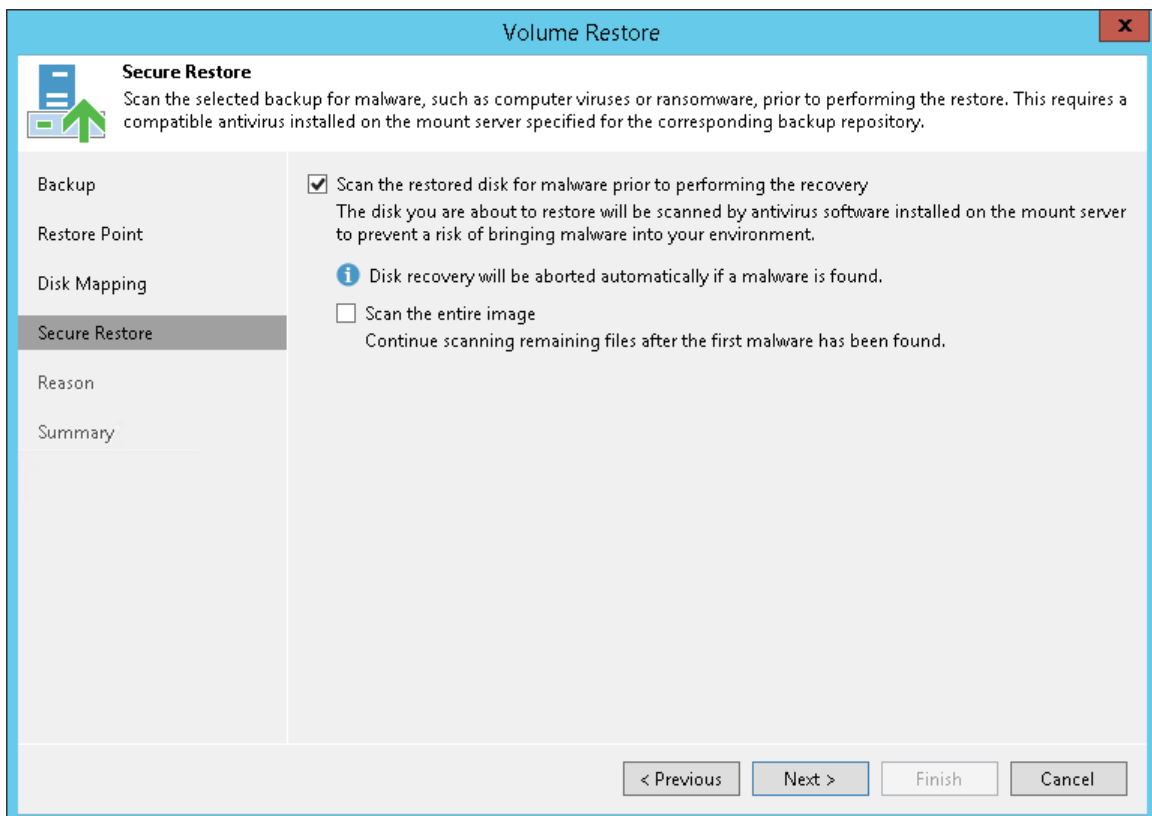 Volume Restore
x
Secure Restore
Scan the selected backup for malware, such as computer viruses or ransomware, prior to performing the restore. This requires a
compatible antivirus installed on the mount server specified for the corresponding backup repository.
Backup
Restore Point
Disk Mapping
Secure Restore
Reason
Summary
Scan the restored disk for malware prior to performing the recovery
The disk you are about to restore will be scanned by antivirus software installed on the mount server
to prevent a risk of bringing malware into your environment.
Disk recovery will be aborted automatically if a malware is found.
Scan the entire image
Continue scanning remaining files after the first malware has been found.
< Previous
Next >
Finish
Cancel